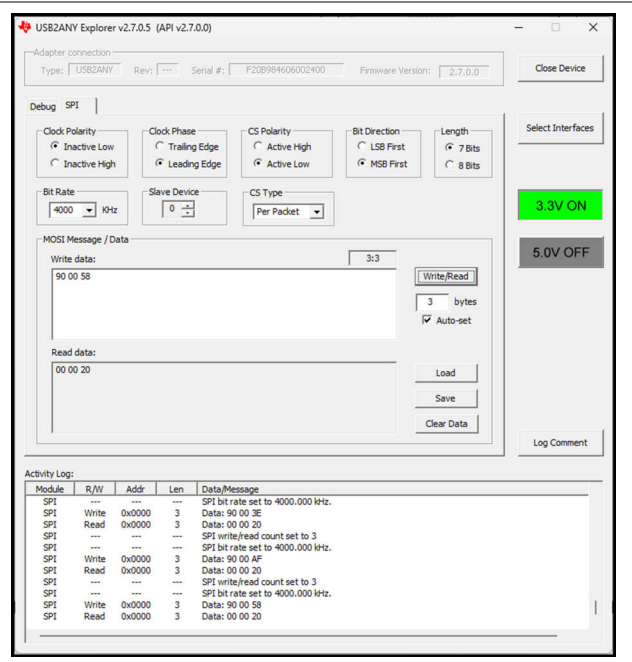 USB2ANY Explorer v2.7.0.5 (API v2.7.0.0)
Adapter connection
Type: USB2ANY Rev: --- Serial #: F20B984606002400 Firmware Version: 2.7.0.0
Close Device
Debug SPI
Select Interfaces
Clock Polarity Clock Phase CS Polarity Bit Direction Length
Inactive Low Trailing Edge Active High LSB First 7 Bits
Inactive High Leading Edge Active Low MSB First 8 Bits
Bit Rate Slave Device CS Type
4000 KHz 0 Per Packet
3.3V ON
5.0V OFF
MOSI Message / Data
Write data: 3:3
90 00 58
Write/Read
3 bytes
Auto-set
Read data:
00 00 20
Load
Save
Clear Data
Log Comment
Activity Log:
Module R/W Addr Len Data/Message
SPI --- --- --- SPI bit rate set to 4000.000 kHz.
SPI Write 0x0000 3 Data: 90 00 3E
SPI Read 0x0000 3 Data: 00 00 20
SPI --- --- --- SPI write/read count set to 3
SPI --- --- --- SPI bit rate set to 4000.000 kHz.
SPI Write 0x0000 3 Data: 90 00 AF
SPI Read 0x0000 3 Data: 00 00 20
SPI --- --- --- SPI write/read count set to 3
SPI --- --- --- SPI bit rate set to 4000.000 kHz.
SPI Write 0x0000 3 Data: 90 00 58
SPI Read 0x0000 3 Data: 00 00 20